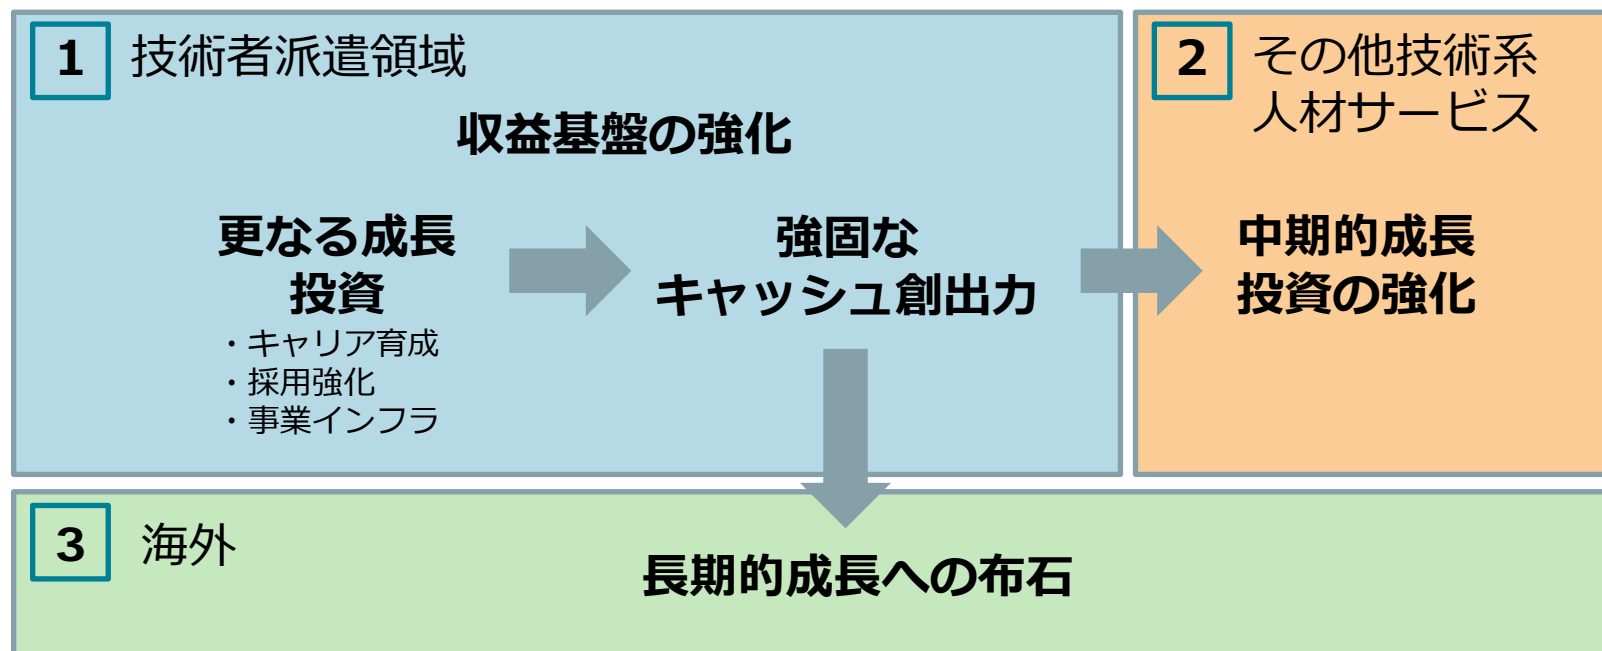 1 技術者派遣領域
収益基盤の強化
更なる成長
投資
・キャリア育成
・採用強化
・事業インフラ
強固な
キャッシュ創出力
2 その他技術系
人材サービス
中期的成長
投資の強化
3 海外
長期的成長への布石